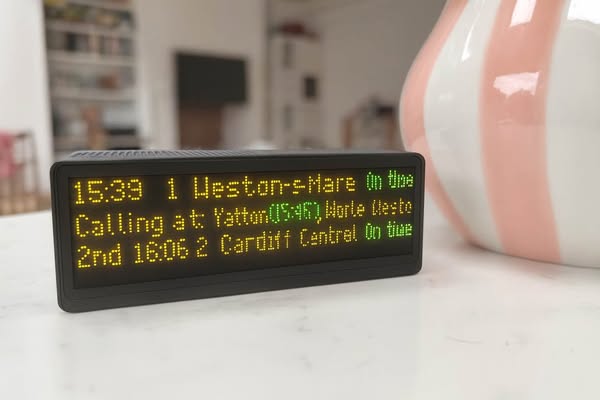 15:39 1 Weston-s-Mare On time
Calling at: Yatton(15:45),Worle Westo
2nd 16:06 2 Cardiff Central On time